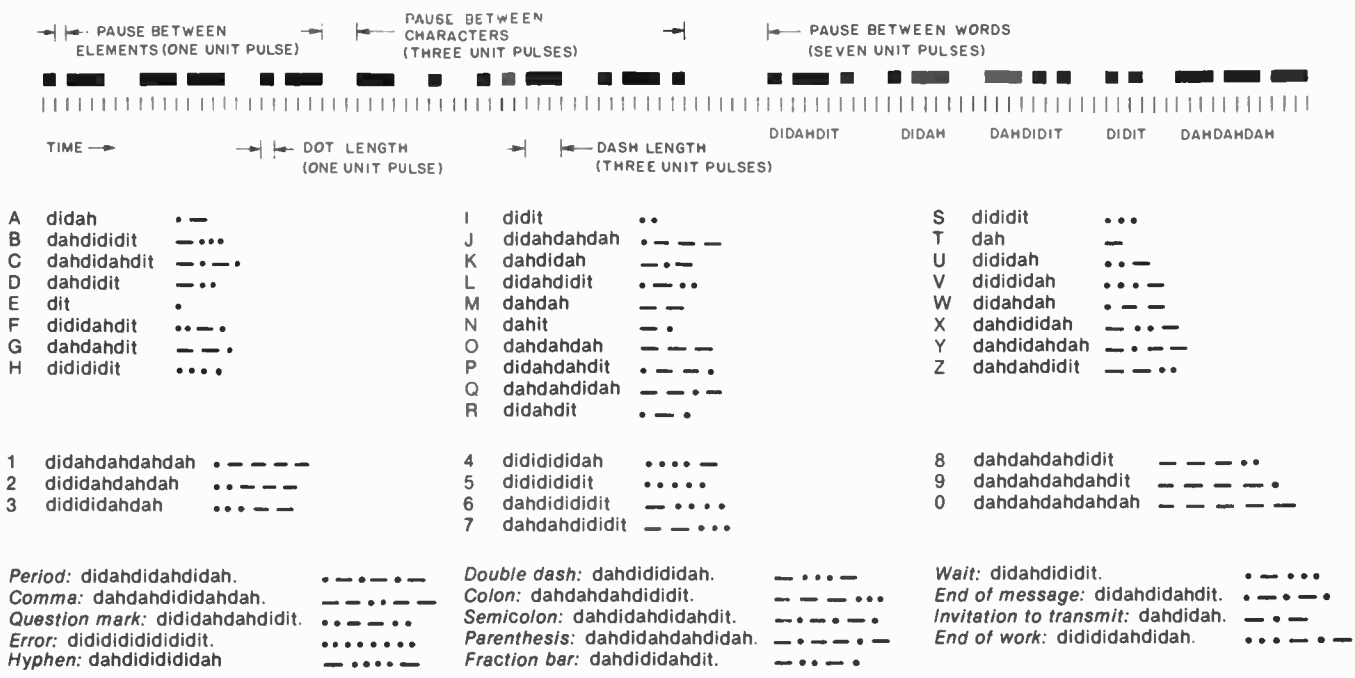 PAUSE BETWEEN
ELEMENTS (ONE UNIT PULSE)
PAUSE BETWEEN
CHARACTERS
(THREE UNIT PULSES)
PAUSE BETWEEN WORDS
(SEVEN UNIT PULSES)
DIDAHDIT DIDAH DAHDIDIT DIDIT DAHDAHDAH
TIME
DOT LENGTH
(ONE UNIT PULSE)
DASH LENGTH
(THREE UNIT PULSES)
A didah • —
B dahdididit — • • •
C dahdidahdit — • — •
D dahdidit — • •
E dit •
F dididahdit • • — •
G dahdahdit — — •
H didididit • • • •
I didit • •
J didahdahdah • — — —
K dahdidah — • —
L didahdidit • — • •
M dahdah — —
N dahit — •
O dahdahdah — — —
P didahdahdit • — — •
Q dahdahdidah — — • —
R didahdit • — •
S dididit • • •
T dah —
U dididah • • —
V didididah • • • —
W didahdah • — —
X dahdididah — • • —
Y dahdidahdah — • — —
Z dahdahdidit — — • •
1 didahdahdahdah • — — — —
2 dididahdahdah • • — — —
3 didididahdah • • • — —
4 dididididah • • • • —
5 dididididit • • • • •
6 dahdidididit — • • • •
7 dahdahdididit — — • • •
8 dahdahdahdidit — — — • •
9 dahdahdahdahdit — — — — •
0 dahdahdahdahdah — — — — —
Period: didahdidahdidah. • — • — • —
Comma: dahdahdididahdah. — — • • — —
Question mark: dididahdahdidit. • • — — • •
Error: didididididididit. • • • • • • • •
Hyphen: dahdididididah — • • • • —
Double dash: dahdidididah. — • • • —
Colon: dahdahdahdididit. — — — • • •
Semicolon: dahdidahdidahdit. — • — • — •
Parenthesis: dahdidahdahdidah. — • — — • —
Fraction bar: dahdididahdit. — • • — •
Wait: didahdididit. • — • • •
End of message: didahdidahdit. • — • — •
Invitation to transmit: dahdidah. — • —
End of work: didididahdidah. • • • — • —